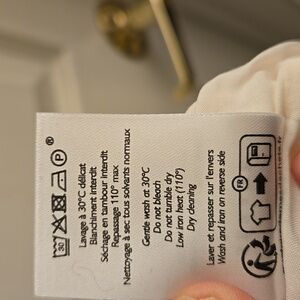 30
P
®
Lavage à 30°C délicat
Blanchiment interdit
Séchage en tambour interdit
Repassage 110° max
Nettoyage à sec tous solvants normaux
Gentle wash at 30°C
Do not bleach
Do not tumble dry
Low iron heat (110°)
Dry cleaning
Laver et repasser sur l'envers
Wash and iron on reverse side
FR